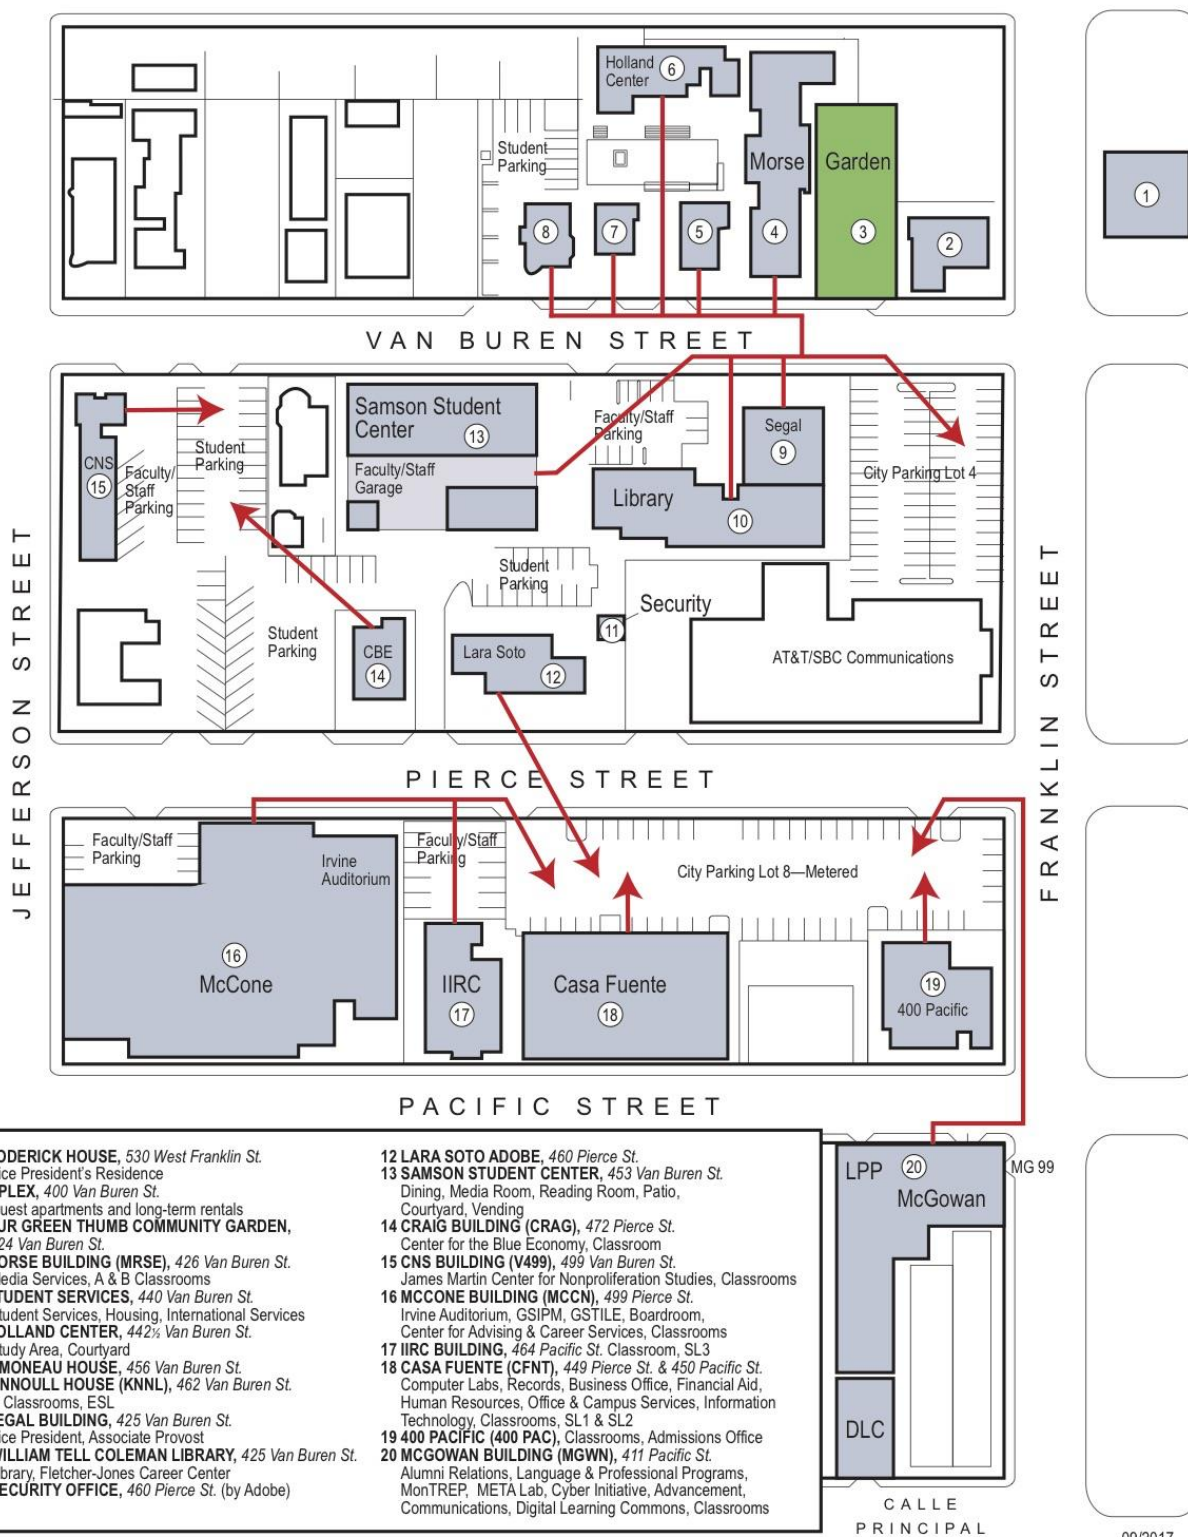 Holland
Center
6
Student
Parking
Morse
Garden
1
8
7
5
4
3
2
VAN BUREN STREET
Samson Student
Center
13
Faculty/Staff
Parking
Segal
9
CNS
15
Student
Parking
Faculty/
Staff
Parking
Faculty/Staff
Garage
Library
10
City Parking Lot 4
Student
Parking
Security
11
Student
Parking
CBE
14
Lara Soto
12
AT&T/SBC Communications
JEFFERSON STREET
FRANKLIN STREET
PIERCE STREET
Faculty/Staff
Parking
Irvine
Auditorium
Faculty/Staff
Parking
City Parking Lot 8—Metered
16
McCone
IIRC
17
Casa Fuente
18
19
400 Pacific
PACIFIC STREET
ODERICK HOUSE, 530 West Franklin St.
ice President's Residence
PLEX, 400 Van Buren St.
uest apartments and long-term rentals
UR GREEN THUMB COMMUNITY GARDEN,
24 Van Buren St.
ORSE BUILDING (MRSE), 426 Van Buren St.
edia Services, A & B Classrooms
TUDENT SERVICES, 440 Van Buren St.
tudent Services, Housing, International Services
OLLAND CENTER, 442½ Van Buren St.
tudy Area, Courtyard
MONEAU HOUSE, 456 Van Buren St.
NNOULL HOUSE (KNNL), 462 Van Buren St.
Classrooms, ESL
EGAL BUILDING, 425 Van Buren St.
ice President, Associate Provost
WILLIAM TELL COLEMAN LIBRARY, 425 Van Buren St.
ibrary, Fletcher-Jones Career Center
ECURITY OFFICE, 460 Pierce St. (by Adobe)
12 LARA SOTO ADOBE, 460 Pierce St.
13 SAMSON STUDENT CENTER, 453 Van Buren St.
Dining, Media Room, Reading Room, Patio,
Courtyard, Vending
14 CRAIG BUILDING (CRAG), 472 Pierce St.
Center for the Blue Economy, Classroom
15 CNS BUILDING (V499), 499 Van Buren St.
James Martin Center for Nonproliferation Studies, Classrooms
16 MCCONE BUILDING (MCCN), 499 Pierce St.
Irvine Auditorium, GSIPM, GSTILE, Boardroom,
Center for Advising & Career Services, Classrooms
17 IIRC BUILDING, 464 Pacific St. Classroom, SL3
18 CASA FUENTE (CFNT), 449 Pierce St. & 450 Pacific St.
Computer Labs, Records, Business Office, Financial Aid,
Human Resources, Office & Campus Services, Information
Technology, Classrooms, SL1 & SL2
19 400 PACIFIC (400 PAC), Classrooms, Admissions Office
20 MCGOWAN BUILDING (MGWN), 411 Pacific St.
Alumni Relations, Language & Professional Programs,
MonTREP, META Lab, Cyber Initiative, Advancement,
Communications, Digital Learning Commons, Classrooms
LPP
20
McGowan
MG 99
DLC
CALLE
PRINCIPAL
09/2017